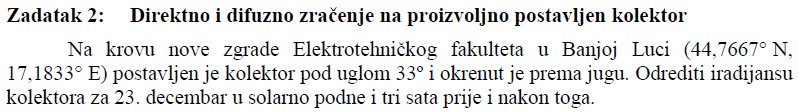 Zadatak 2: Direktno i difuzno zračenje na proizvoljno postavljen kolektor
Na krovu nove zgrade Elektrotehničkog fakulteta u Banjoj Luci (44,7667° N,
17,1833° E) postavljen je kolektor pod uglom 33º i okrenut je prema jugu. Odrediti iradijansu
kolektora za 23. decembar u solarno podne i tri sata prije i nakon toga.